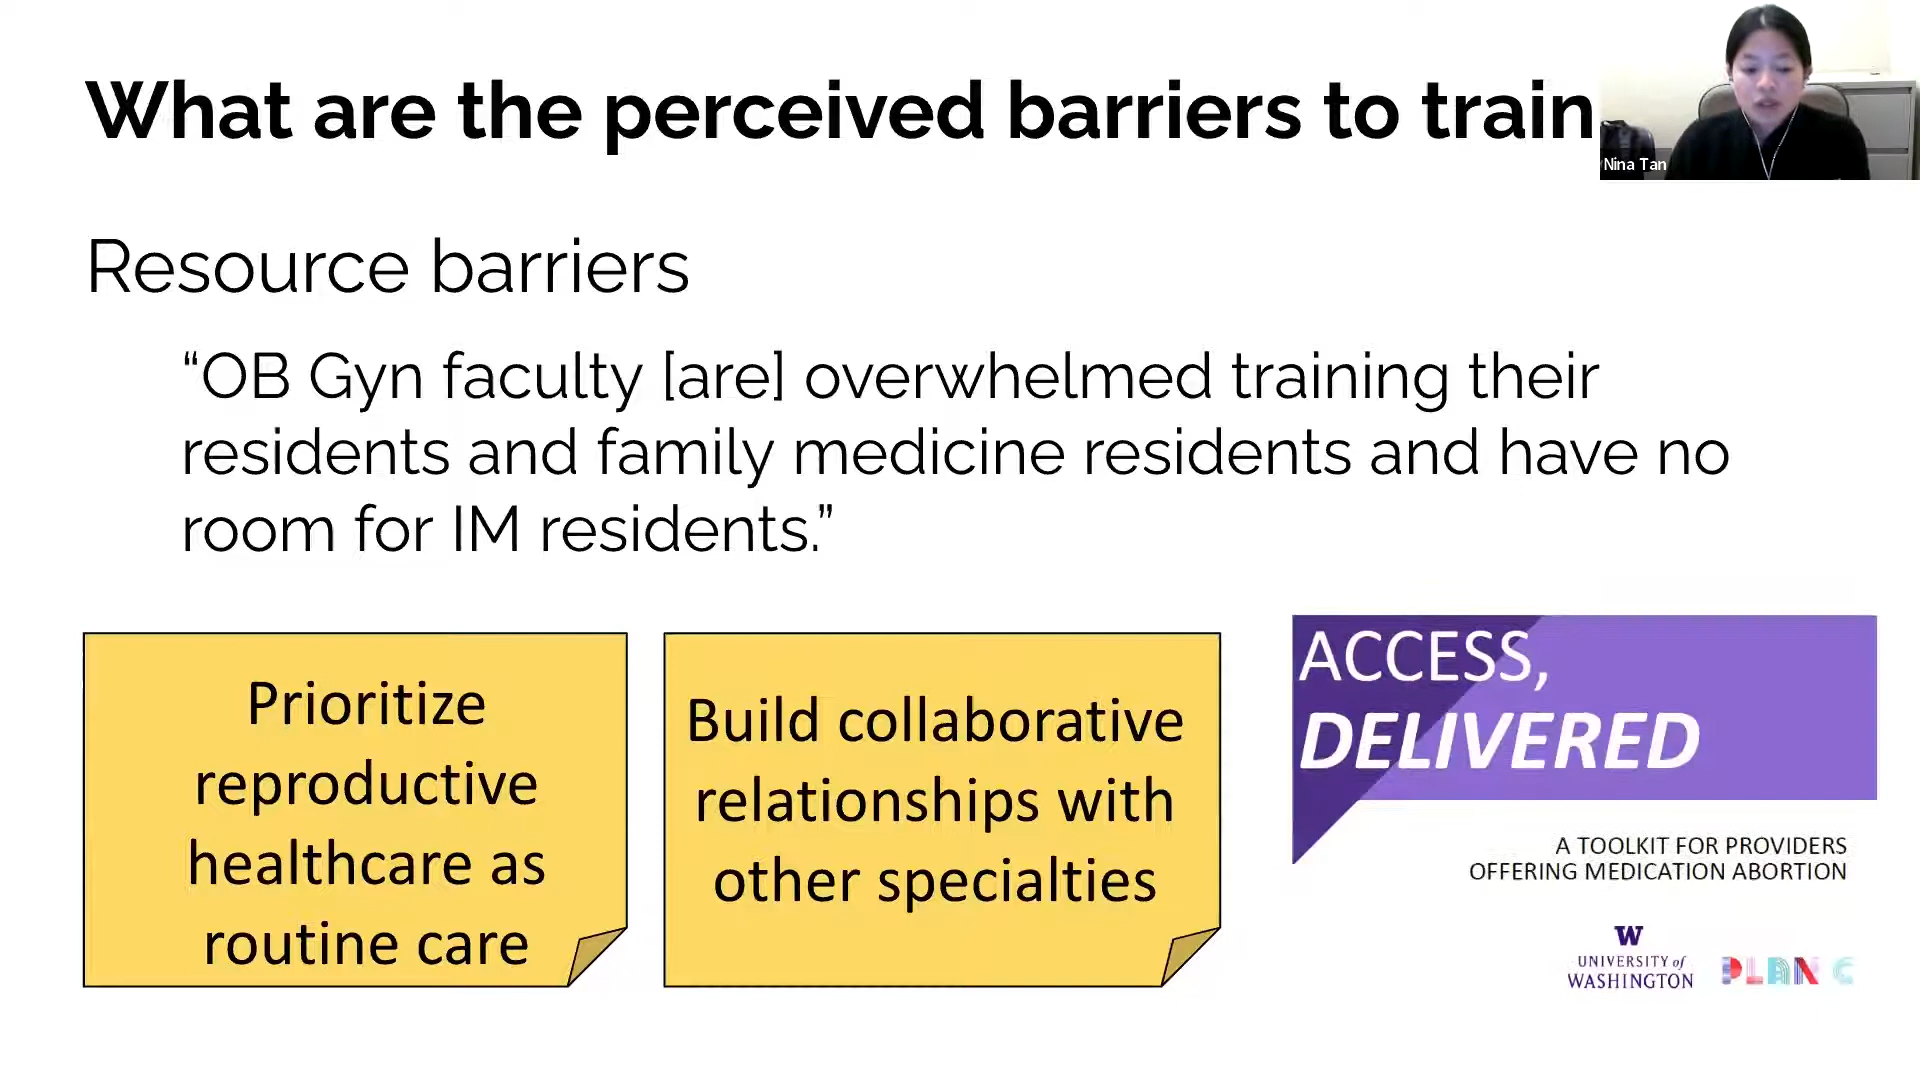 What are the perceived barriers to train
Nina Tan
Resource barriers
“OB Gyn faculty [are] overwhelmed training their
residents and family medicine residents and have no
room for IM residents.”
Prioritize
reproductive
healthcare as
routine care
Build collaborative
relationships with
other specialties
ACCESS,
DELIVERED
A TOOLKIT FOR PROVIDERS
OFFERING MEDICATION ABORTION
W
UNIVERSITY of
WASHINGTON
PLAN C